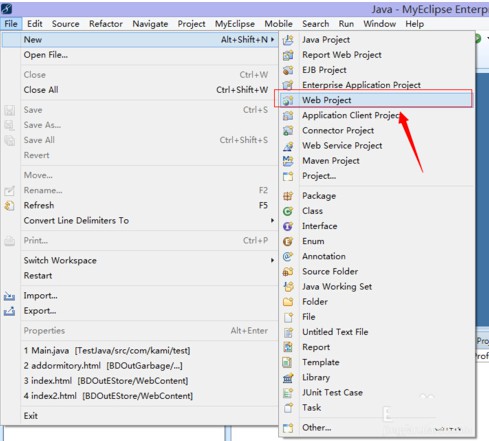 Java - MyEclipse Enterp
File Edit Source Refactor Navigate Project MyEclipse Mobile Search Run Window Help
New Alt+Shift+N
Open File...
Close Ctrl+W
Close All Ctrl+Shift+W
Save Ctrl+S
Save As...
Save All Ctrl+Shift+S
Revert
Move...
Rename... F2
Refresh F5
Convert Line Delimiters To
Print... Ctrl+P
Switch Workspace
Restart
Import...
Export...
Properties Alt+Enter
1 Main.java [TestJava/src/com/kami/test]
2 addormitory.html [BDOutGarbage/...]
3 index.html [BDOutEStore/WebContent]
4 index2.html [BDOutEStore/WebContent]
Exit
Java Project
Report Web Project
EJB Project
Enterprise Application Project
Web Project
Application Client Project
Connector Project
Web Service Project
Maven Project
Project...
Package
Class
Interface
Enum
Annotation
Source Folder
Java Working Set
Folder
File
Untitled Text File
Report
Template
Library
JUnit Test Case
Task
Other... Ctrl+N
Pro
Prof